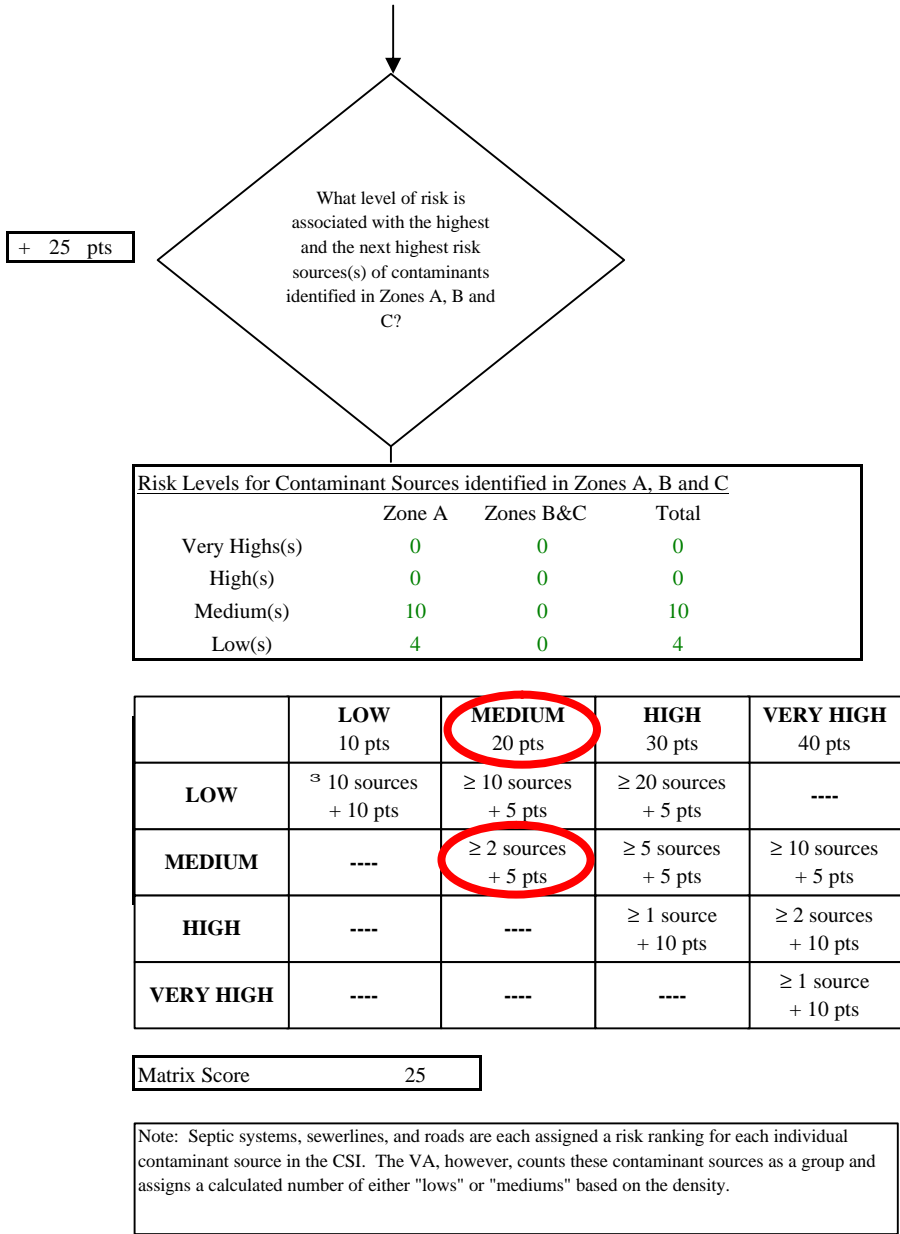 What level of risk is
associated with the highest
and the next highest risk
sources(s) of contaminants
identified in Zones A, B and
C?
+ 25 pts
Risk Levels for Contaminant Sources identified in Zones A, B and C
Zone A Zones B&C Total
Very Highs(s) 0 0 0
High(s) 0 0 0
Medium(s) 10 0 10
Low(s) 4 0 4
LOW MEDIUM HIGH VERY HIGH
10 pts 20 pts 30 pts 40 pts
LOW ³ 10 sources ≥ 10 sources ≥ 20 sources ----
+ 10 pts + 5 pts + 5 pts
MEDIUM ---- ≥ 2 sources ≥ 5 sources ≥ 10 sources
+ 5 pts + 5 pts + 5 pts
HIGH ---- ---- ≥ 1 source ≥ 2 sources
+ 10 pts + 10 pts
VERY HIGH ---- ---- ---- ≥ 1 source
+ 10 pts
Matrix Score 25
Note: Septic systems, sewerlines, and roads are each assigned a risk ranking for each individual
contaminant source in the CSI. The VA, however, counts these contaminant sources as a group and
assigns a calculated number of either "lows" or "mediums" based on the density.